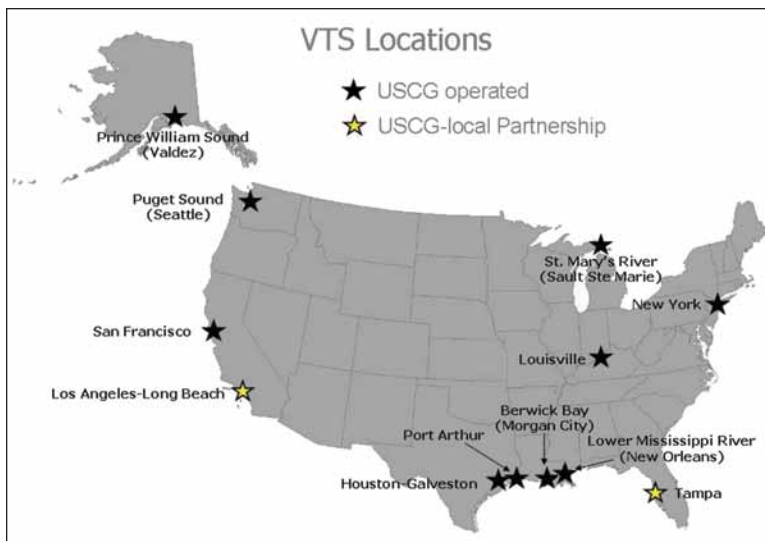 VTS Locations
USCG operated
USCG-local Partnership
Prince William Sound
(Valdez)
Puget Sound
(Seattle)
St. Mary's River
(Sault Ste Marie)
New York
San Francisco
Louisville
Los Angeles-Long Beach
Berwick Bay
(Morgan City)
Port Arthur
Lower Mississippi River
(New Orleans)
Houston-Galveston
Tampa